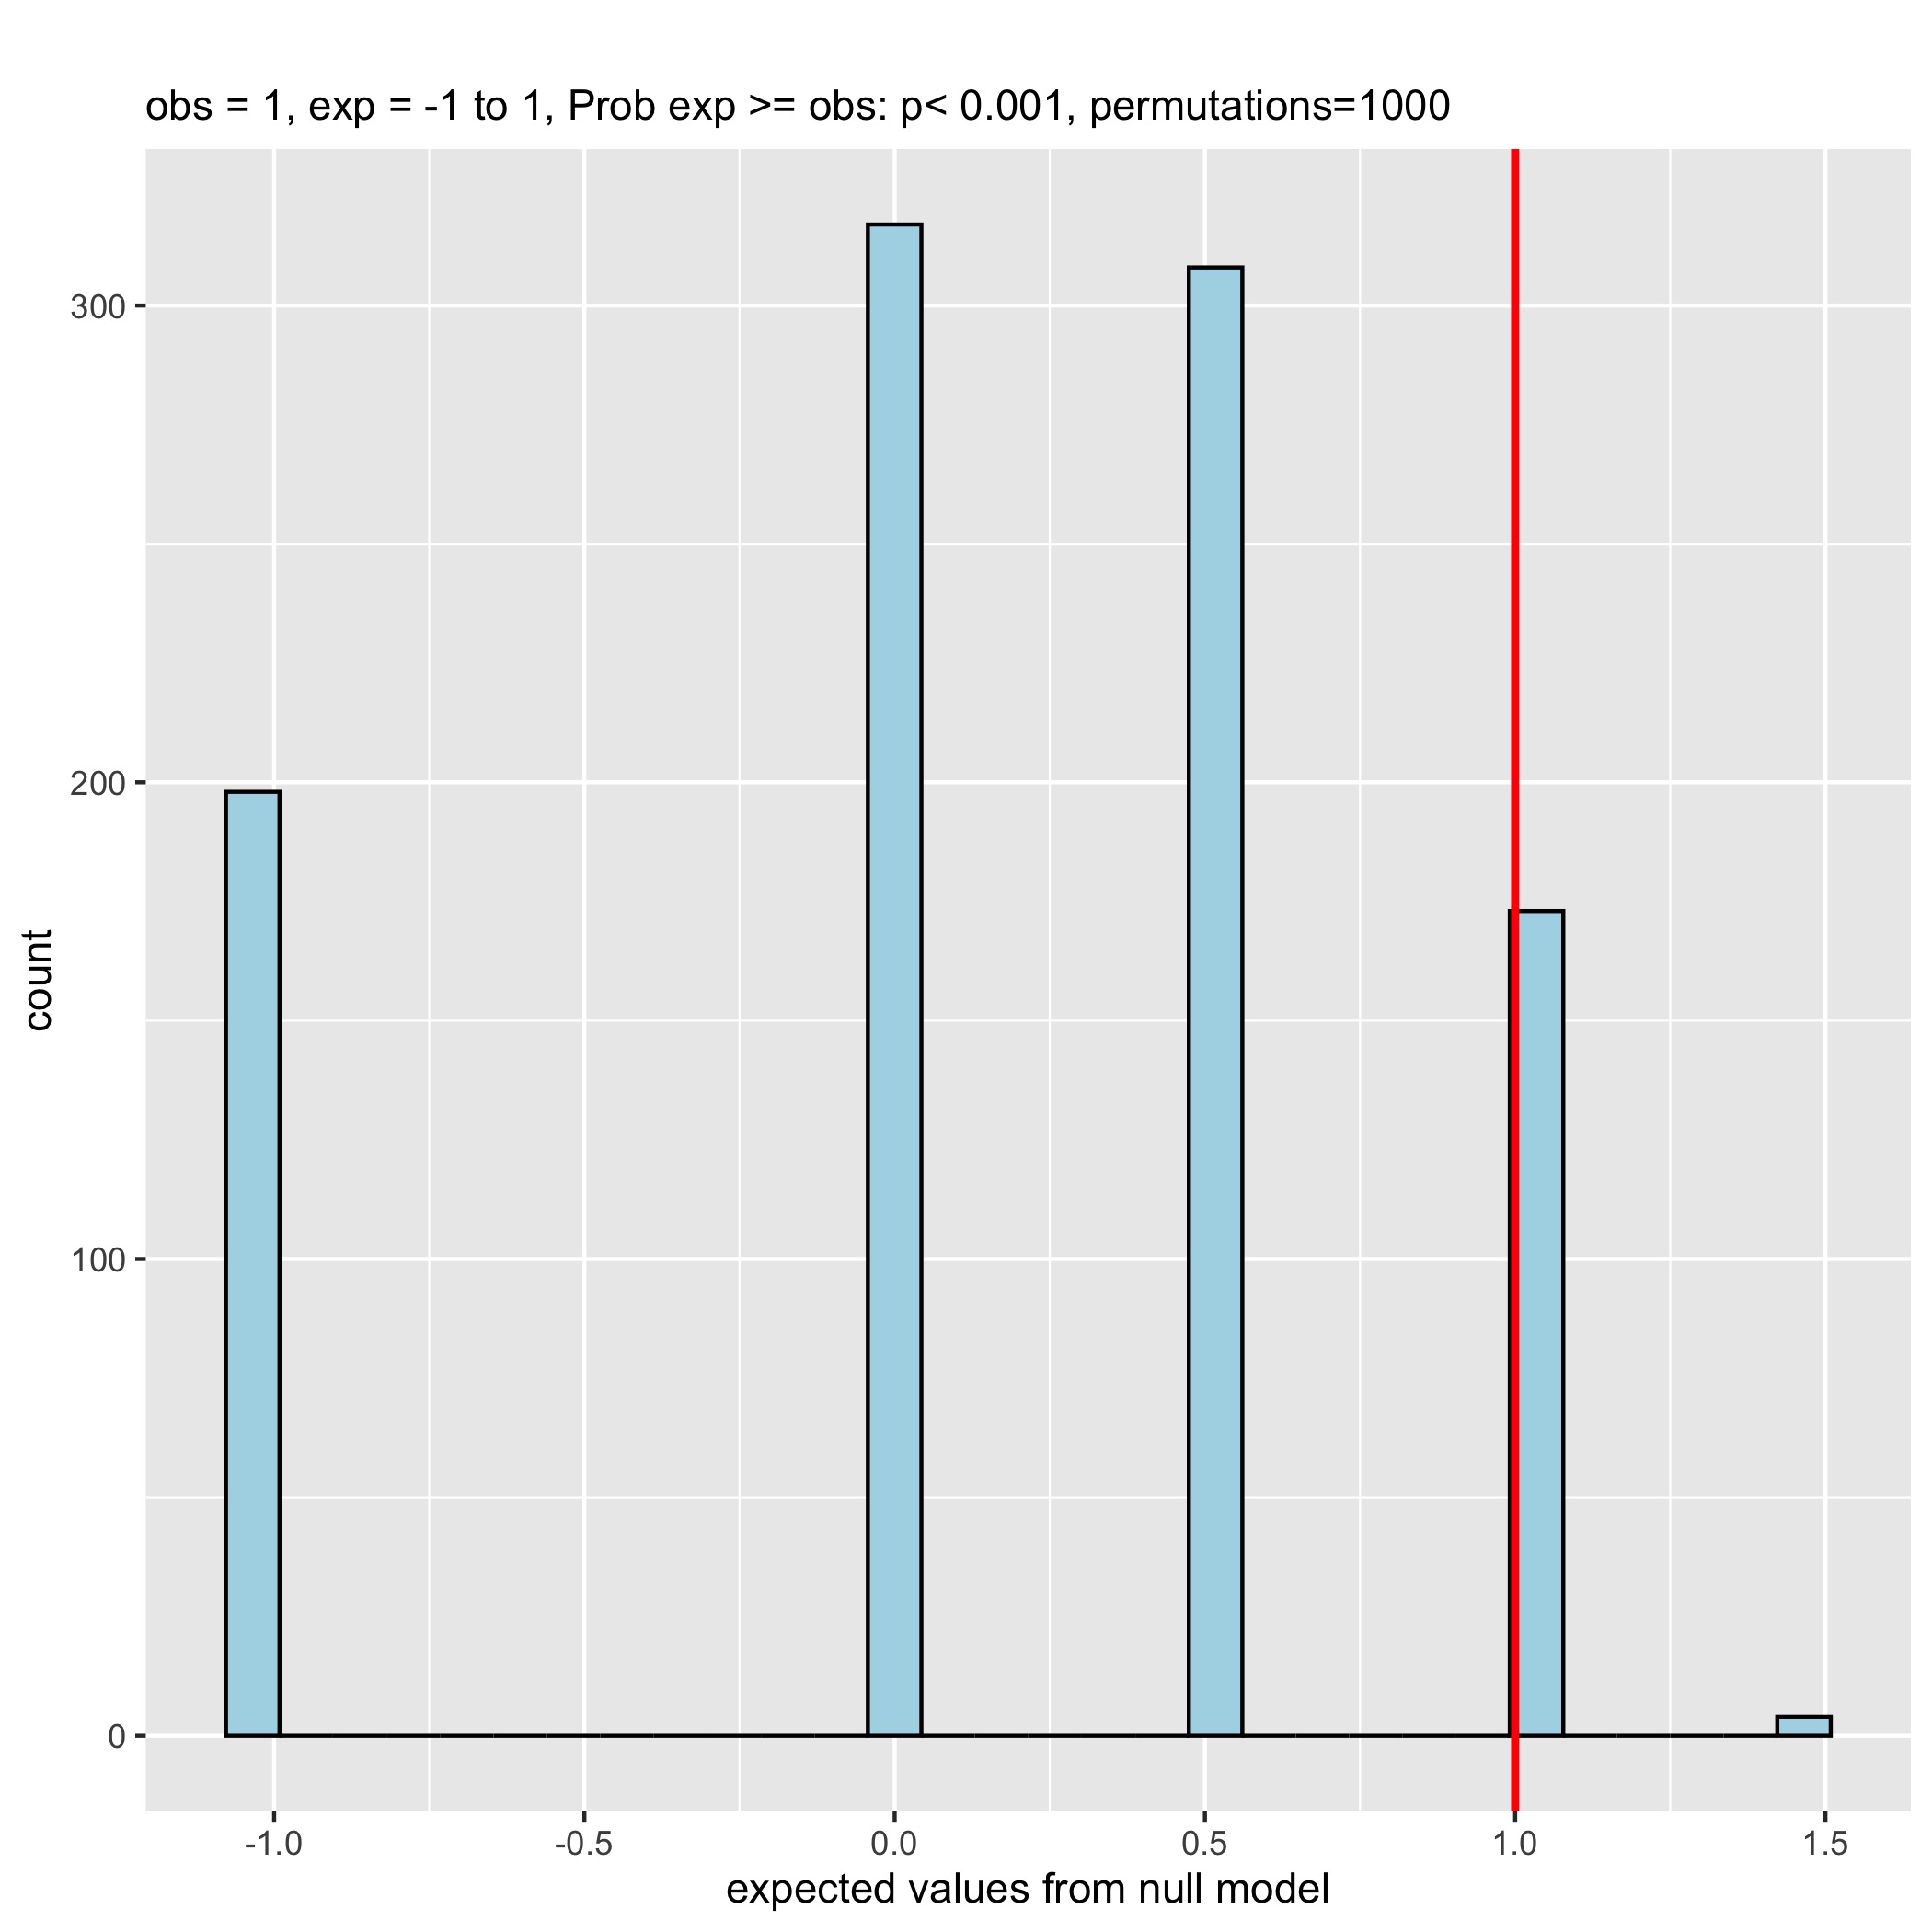 obs = 1, exp = -1 to 1, Prob exp >= obs: p< 0.001, permutations=1000
300
200
100
0
count
-1.0 -0.5 0.0 0.5 1.0 1.5
expected values from null model